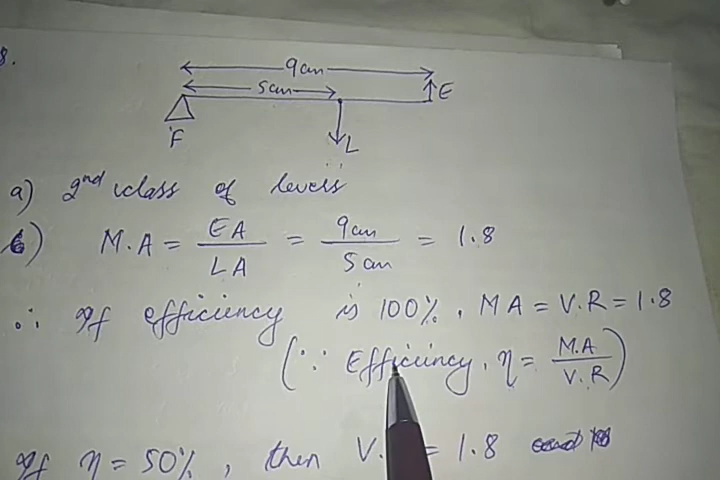 8.
9cm
5cm
E
F
L
a) 2nd class of levers
b) M.A = EA / LA = 9cm / 5cm = 1.8
∴ If efficiency is 100%, MA = V.R = 1.8
(∵ Efficiency, η = M.A / V.R)
If η = 50%, then V. = 1.8